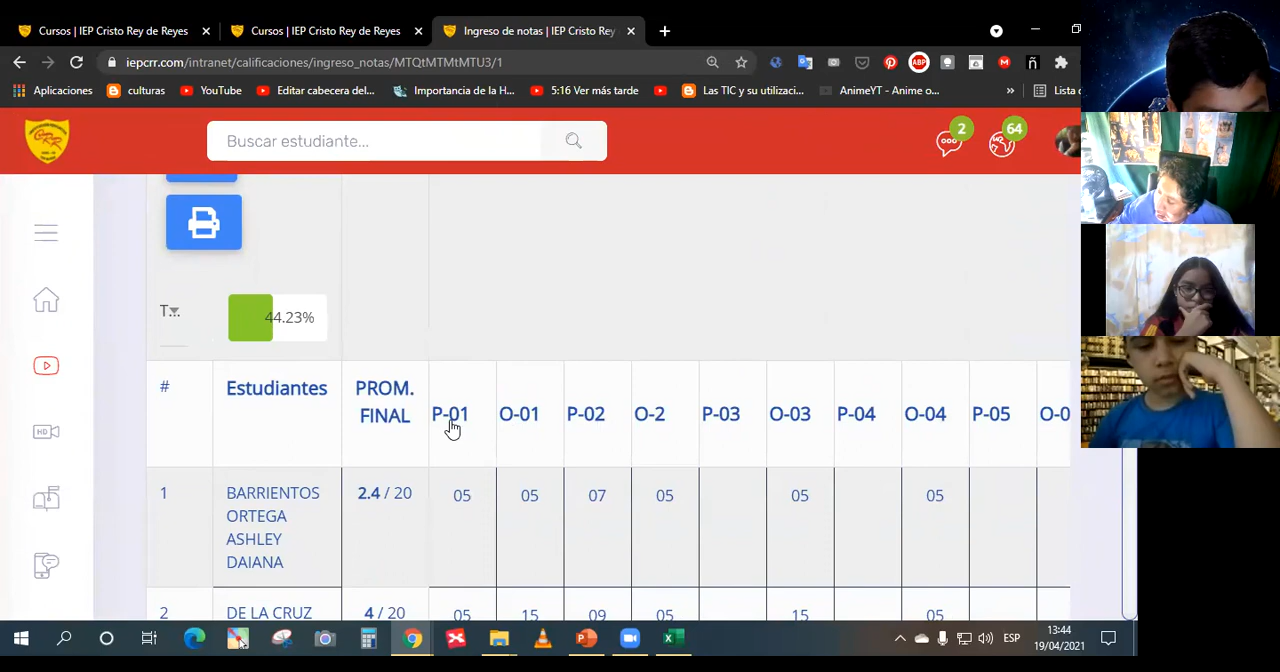 Cursos | IEP Cristo Rey de Reyes
Cursos | IEP Cristo Rey de Reyes
Ingreso de notas | IEP Cristo Rey
iepcrr.com/intranet/calificaciones/ingreso_notas/MTQtMTMtMTU3/1
ABP
M
ñ
Aplicaciones
culturas
YouTube
Editar cabecera del...
Importancia de la H...
5:16 Ver más tarde
Las TIC y su utilizaci...
AnimeYT - Anime o...
»
Lista
CRR
Buscar estudiante...
2
64
HD
T...
44.23%
# Estudiantes PROM. FINAL P-01 O-01 P-02 O-2 P-03 O-03 P-04 O-04 P-05 O-0
1 BARRIENTOS 2.4 / 20 05 05 07 05 05 05
ORTEGA
ASHLEY
DAIANA
2 DE LA CRUZ 4 / 20 05 15 09 05 15 05
ESP
13:44
19/04/2021